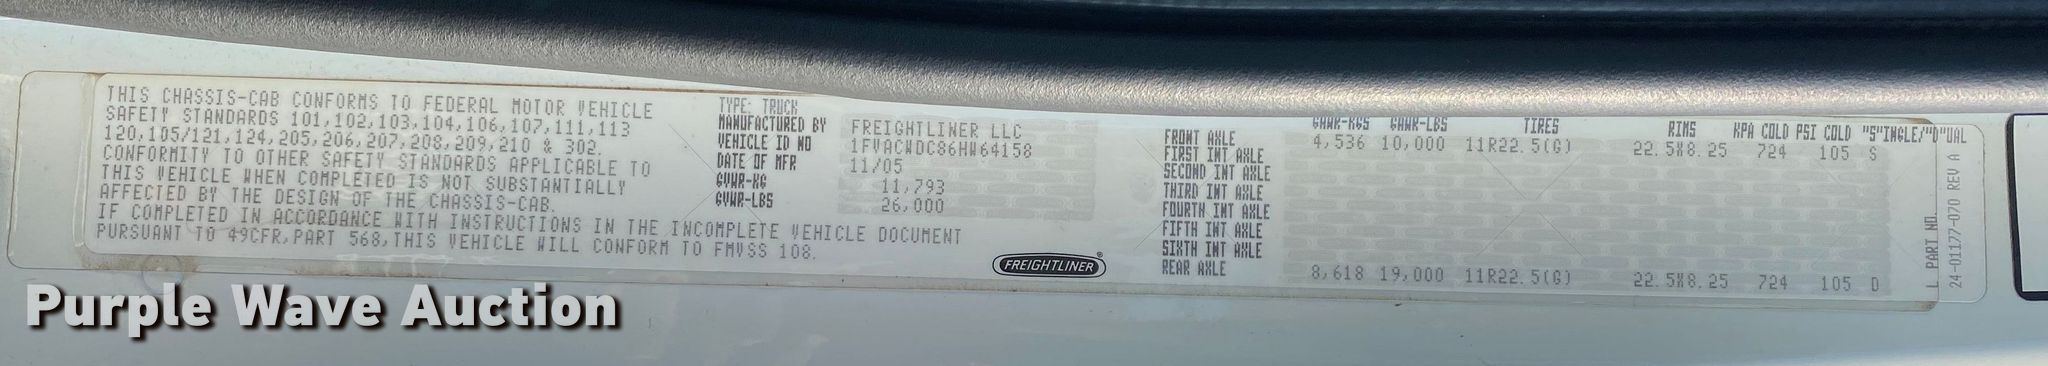 THIS CHASSIS-CAB CONFORMS TO FEDERAL MOTOR VEHICLE
SAFETY STANDARDS 101,102,103,104,106,107,111,113
120,105/121,124,205,206,207,208,209,210 & 302.
CONFORMITY TO OTHER SAFETY STANDARDS APPLICABLE TO
THIS VEHICLE WHEN COMPLETED IS NOT SUBSTANTIALLY
AFFECTED BY THE DESIGN OF THE CHASSIS-CAB.
IF COMPLETED IN ACCORDANCE WITH INSTRUCTIONS IN THE INCOMPLETE VEHICLE DOCUMENT
PURSUANT TO 49CFR,PART 568,THIS VEHICLE WILL CONFORM TO FMVSS 108.
TYPE: TRUCK
MANUFACTURED BY FREIGHTLINER LLC
VEHICLE ID NO 1FVACWDC86HW64158
DATE OF MFR 11/05
GVWR-KG 11,793
GVWR-LBS 26,000
FREIGHTLINER®
GAWR-KGS GAWR-LBS TIRES RIMS KPA COLD PSI COLD "S"INGLE/"D"UAL
FRONT AXLE 4,536 10,000 11R22.5(G) 22.5X8.25 724 105 S
FIRST INT AXLE
SECOND INT AXLE
THIRD INT AXLE
FOURTH INT AXLE
FIFTH INT AXLE
SIXTH INT AXLE
REAR AXLE 8,618 19,000 11R22.5(G) 22.5X8.25 724 105 D
PART NO.
24-01177-070 REV A
Purple Wave Auction